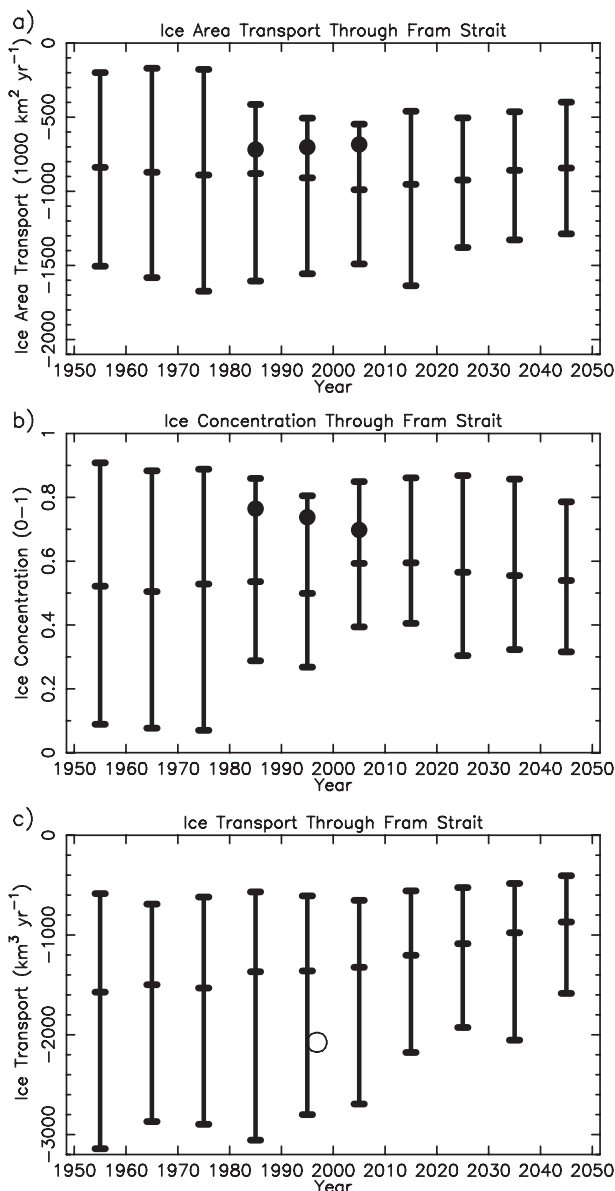 a)
Ice Area Transport Through Fram Strait
0
−500
−1000
−1500
−2000
Ice Area Transport (1000 km² yr⁻¹)
1950 1960 1970 1980 1990 2000 2010 2020 2030 2040 2050
Year
b)
Ice Concentration Through Fram Strait
1
0.8
0.6
0.4
0.2
0
Ice Concentration (0−1)
1950 1960 1970 1980 1990 2000 2010 2020 2030 2040 2050
Year
c)
Ice Transport Through Fram Strait
0
−1000
−2000
−3000
Ice Transport (km³ yr⁻¹)
1950 1960 1970 1980 1990 2000 2010 2020 2030 2040 2050
Year